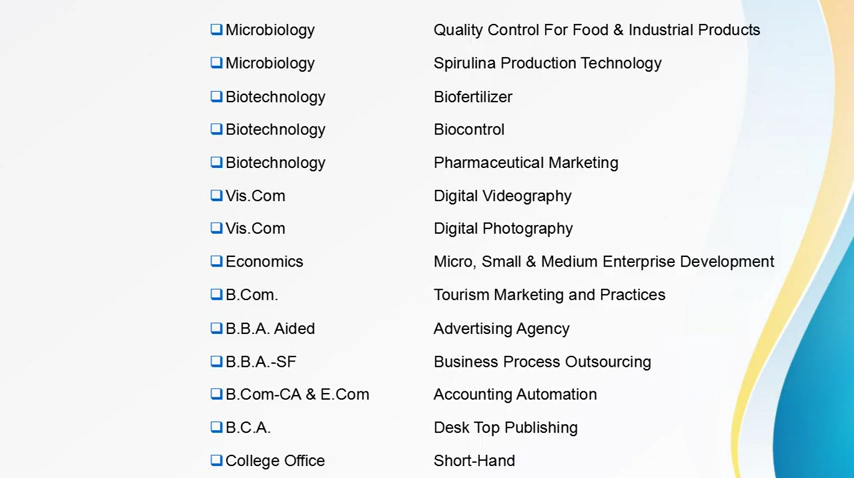 Microbiology Quality Control For Food & Industrial Products
Microbiology Spirulina Production Technology
Biotechnology Biofertilizer
Biotechnology Biocontrol
Biotechnology Pharmaceutical Marketing
Vis.Com Digital Videography
Vis.Com Digital Photography
Economics Micro, Small & Medium Enterprise Development
B.Com. Tourism Marketing and Practices
B.B.A. Aided Advertising Agency
B.B.A.-SF Business Process Outsourcing
B.Com-CA & E.Com Accounting Automation
B.C.A. Desk Top Publishing
College Office Short-Hand